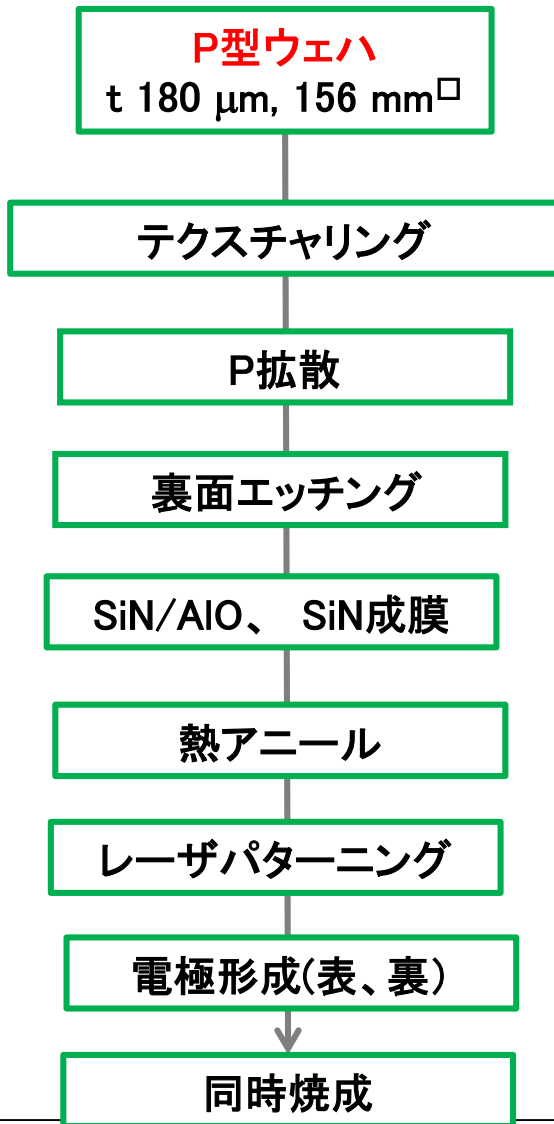 P型ウェハ
t 180 μm, 156 mm□
テクスチャリング
P拡散
裏面エッチング
SiN/AlO、 SiN成膜
熱アニール
レーザパターニング
電極形成(表、裏)
同時焼成